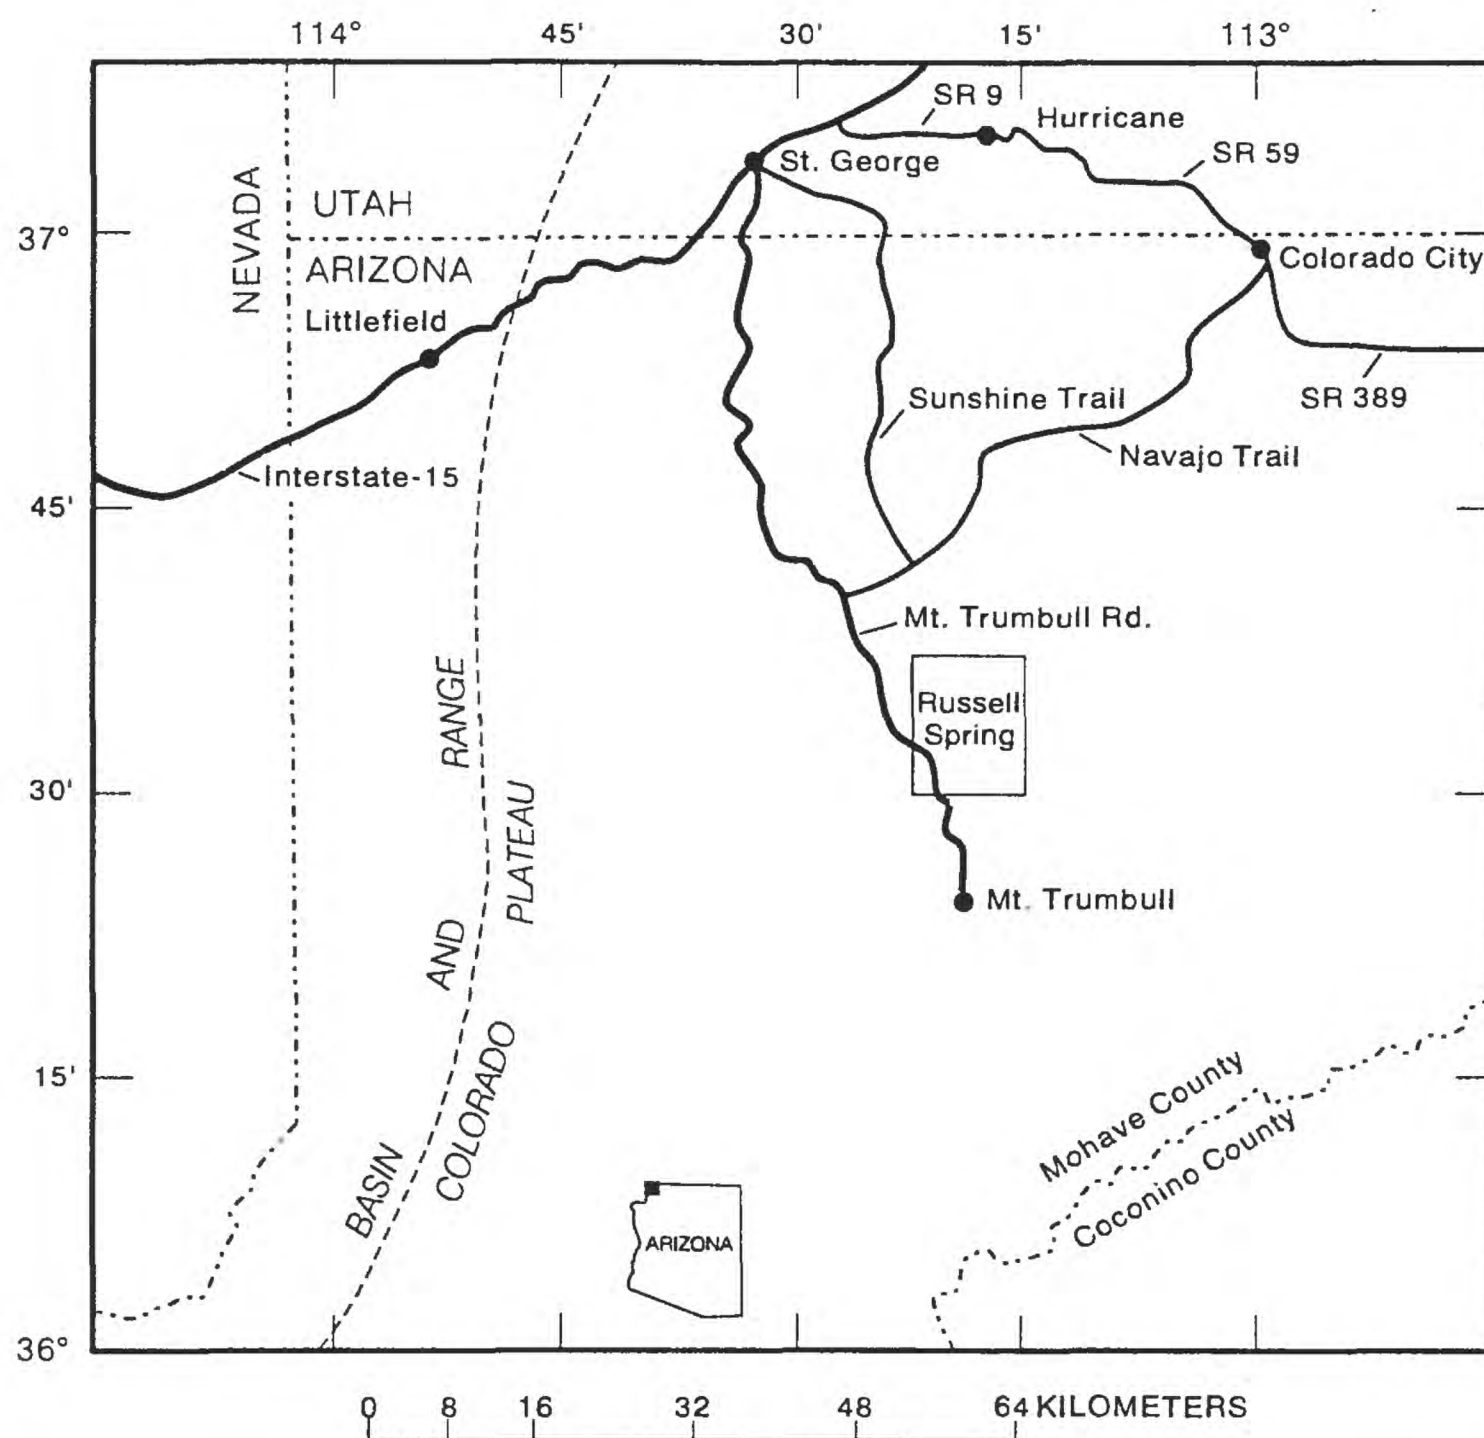 114°
45'
30'
15'
113°
SR 9
Hurricane
SR 59
St. George
NEVADA
UTAH
37°
ARIZONA
Colorado City
Littlefield
Sunshine Trail
SR 389
Navajo Trail
Interstate-15
45'
Mt. Trumbull Rd.
Russell
Spring
30'
BASIN AND RANGE
COLORADO PLATEAU
Mt. Trumbull
15'
Mohave County
Coconino County
ARIZONA
36°
0 8 16 32 48 64 KILOMETERS